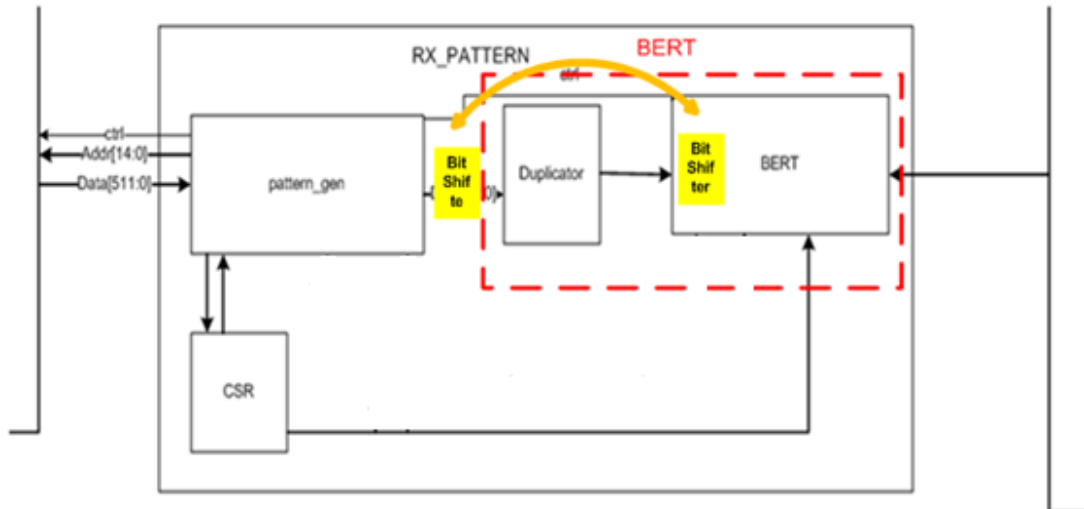 RX_PATTERN
BERT
ctrl
ctrl
Addr[14:0]
Data[511:0]
pattern_gen
Bit
Shif
te
0]
Duplicator
Bit
Shif
ter
BERT
CSR